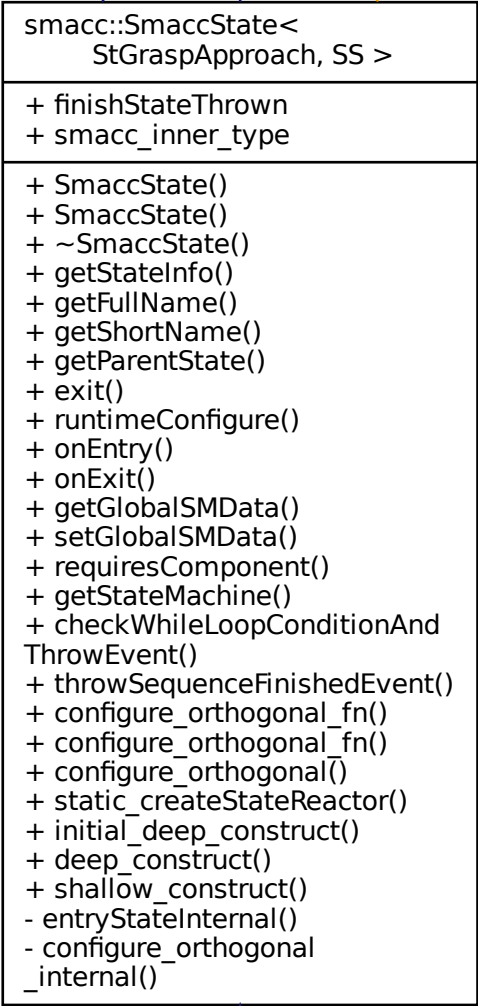 smacc::SmaccState<
StGraspApproach, SS >
+ finishStateThrown
+ smacc_inner_type
+ SmaccState()
+ SmaccState()
+ ~SmaccState()
+ getStateInfo()
+ getFullName()
+ getShortName()
+ getParentState()
+ exit()
+ runtimeConfigure()
+ onEntry()
+ onExit()
+ getGlobalSMData()
+ setGlobalSMData()
+ requiresComponent()
+ getStateMachine()
+ checkWhileLoopConditionAnd
ThrowEvent()
+ throwSequenceFinishedEvent()
+ configure_orthogonal_fn()
+ configure_orthogonal_fn()
+ configure_orthogonal()
+ static_createStateReactor()
+ initial_deep_construct()
+ deep_construct()
+ shallow_construct()
- entryStateInternal()
- configure_orthogonal
_internal()